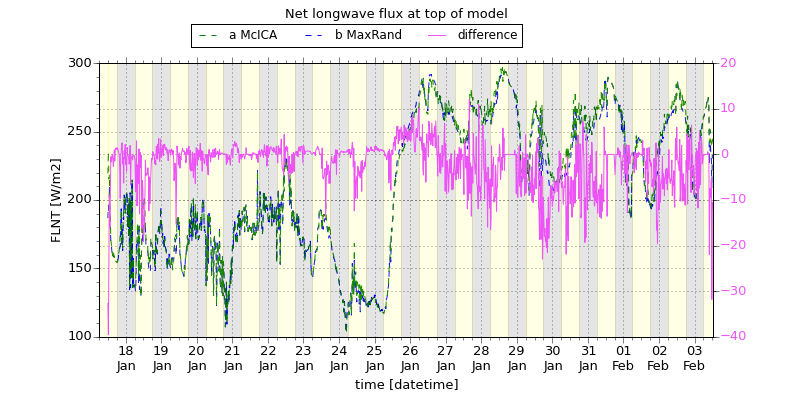 Net longwave flux at top of model
a McICA b MaxRand difference
300
250
200
150
100
FLNT [W/m2]
20
10
0
−10
−20
−30
−40
18 19 20 21 22 23 24 25 26 27 28 29 30 31 01 02 03
Jan Jan Jan Jan Jan Jan Jan Jan Jan Jan Jan Jan Jan Jan Feb Feb Feb
time [datetime]